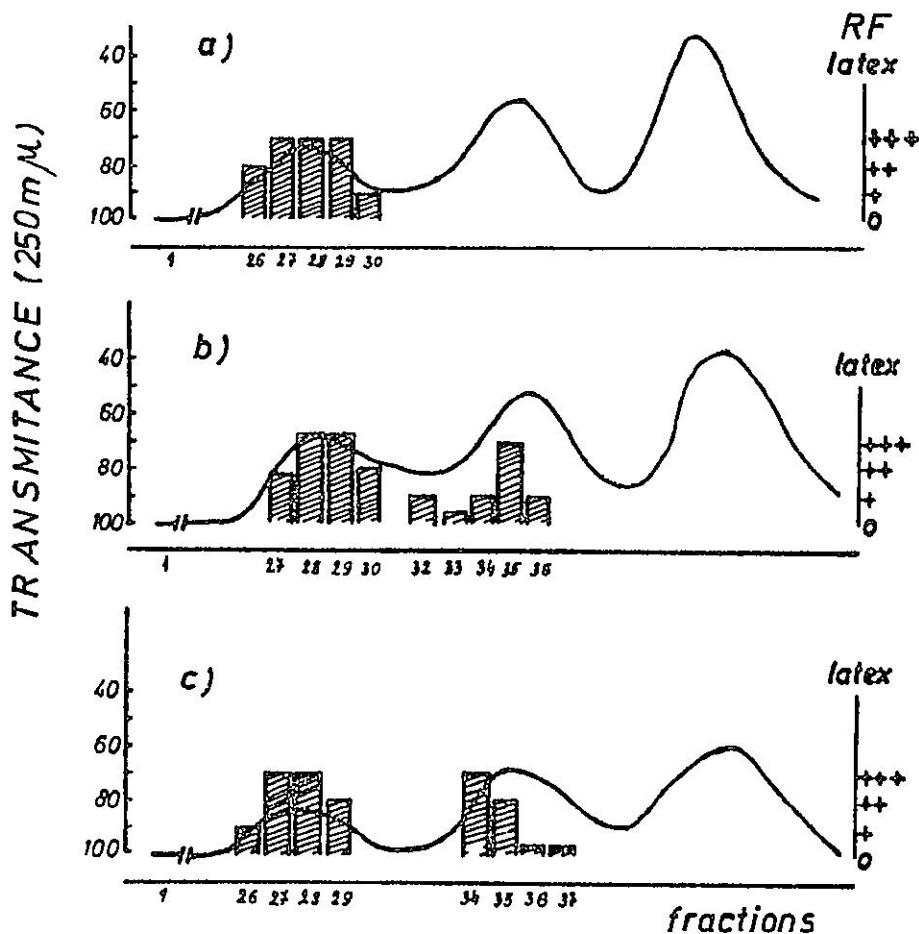 TRANSMITANCE (250mμ)
a)
RF
latex
40
60
80
100
+++
++
+
0
1 26 27 28 29 30
b)
latex
40
60
80
100
+++
++
+
0
1 27 28 29 30 32 33 34 35 36
c)
latex
40
60
80
100
+++
++
+
0
1 26 27 28 29 34 35 36 37
fractions